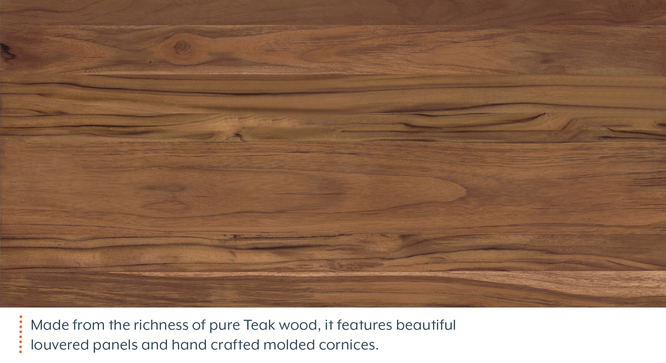 Made from the richness of pure Teak wood, it features beautiful
louvered panels and hand crafted molded cornices.